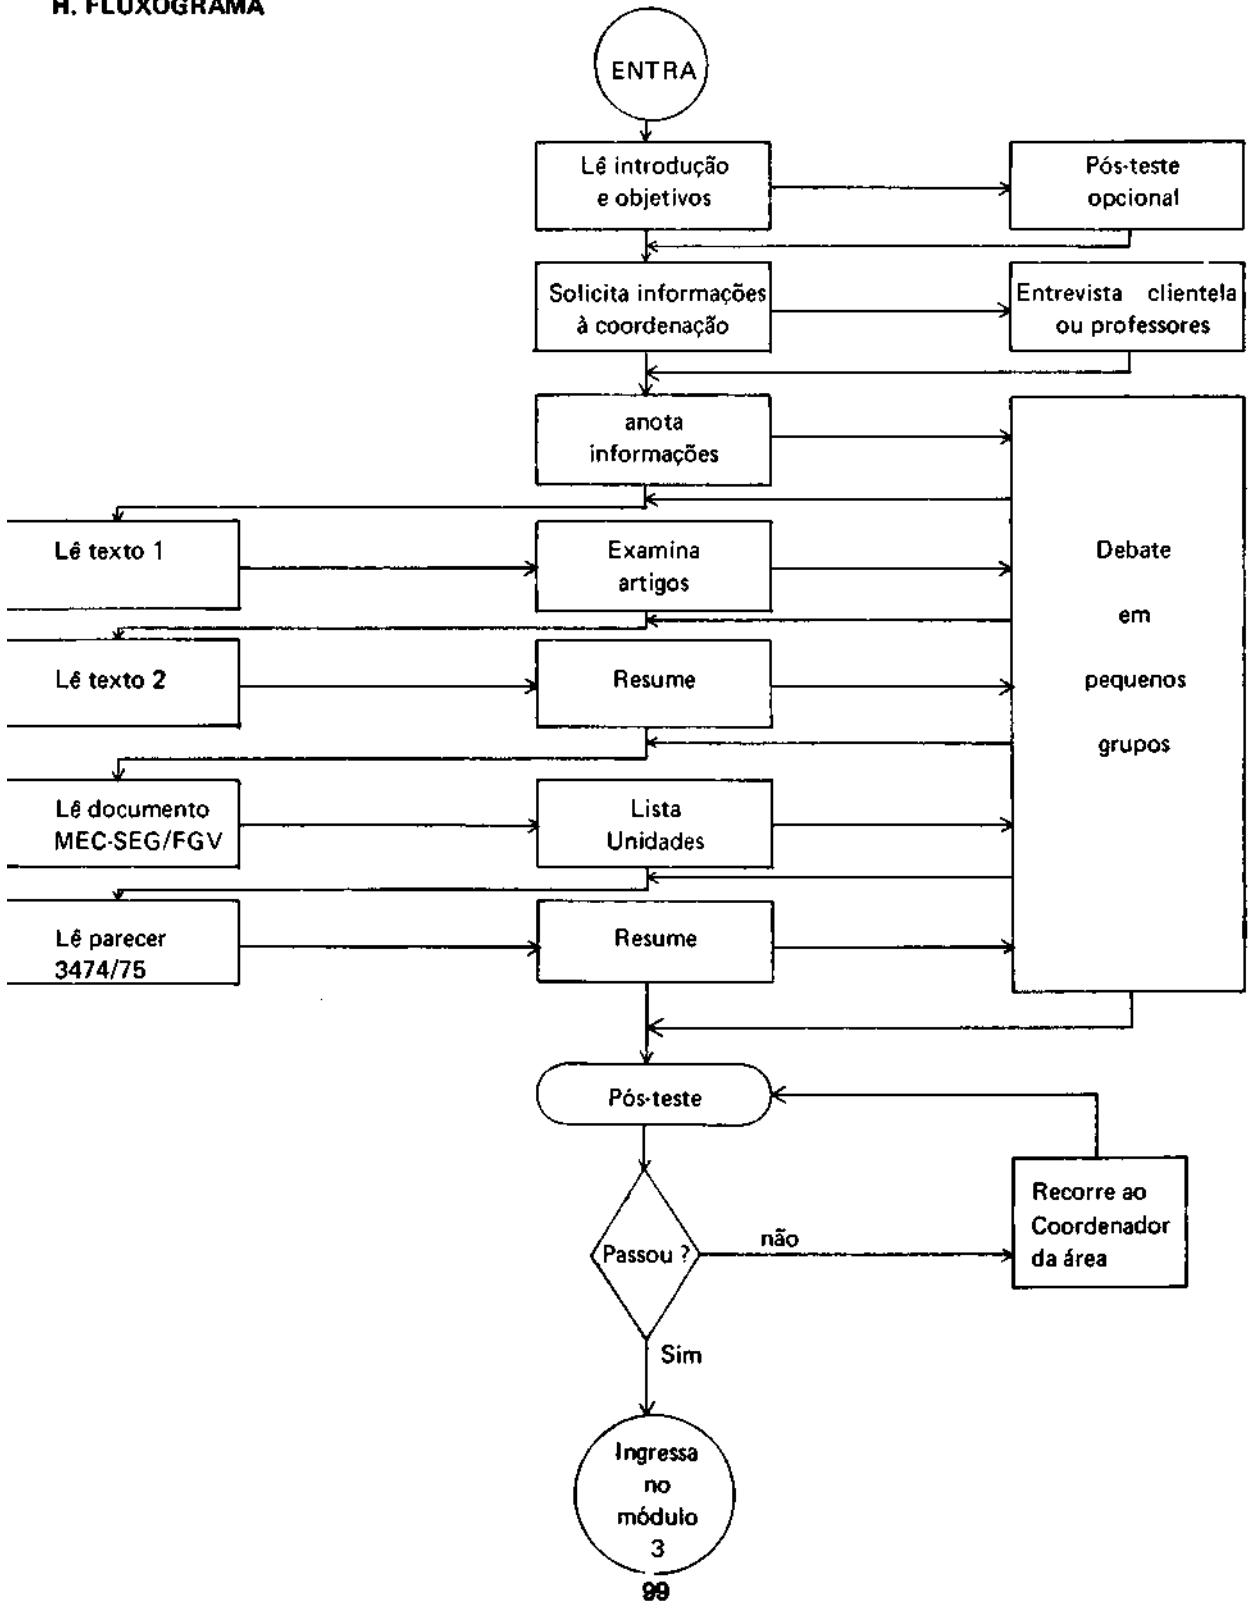 H. FLUXOGRAMA
ENTRA
Lê introdução
e objetivos
Pós-teste
opcional
Solicita informações
à coordenação
Entrevista clientela
ou professores
anota
informações
Debate
em
pequenos
grupos
Lê texto 1
Examina
artigos
Lê texto 2
Resume
Lê documento
MEC-SEG/FGV
Lista
Unidades
Lê parecer
3474/75
Resume
Pós-teste
Passou ?
não
Recorre ao
Coordenador
da área
Sim
Ingressa
no
módulo
3
99